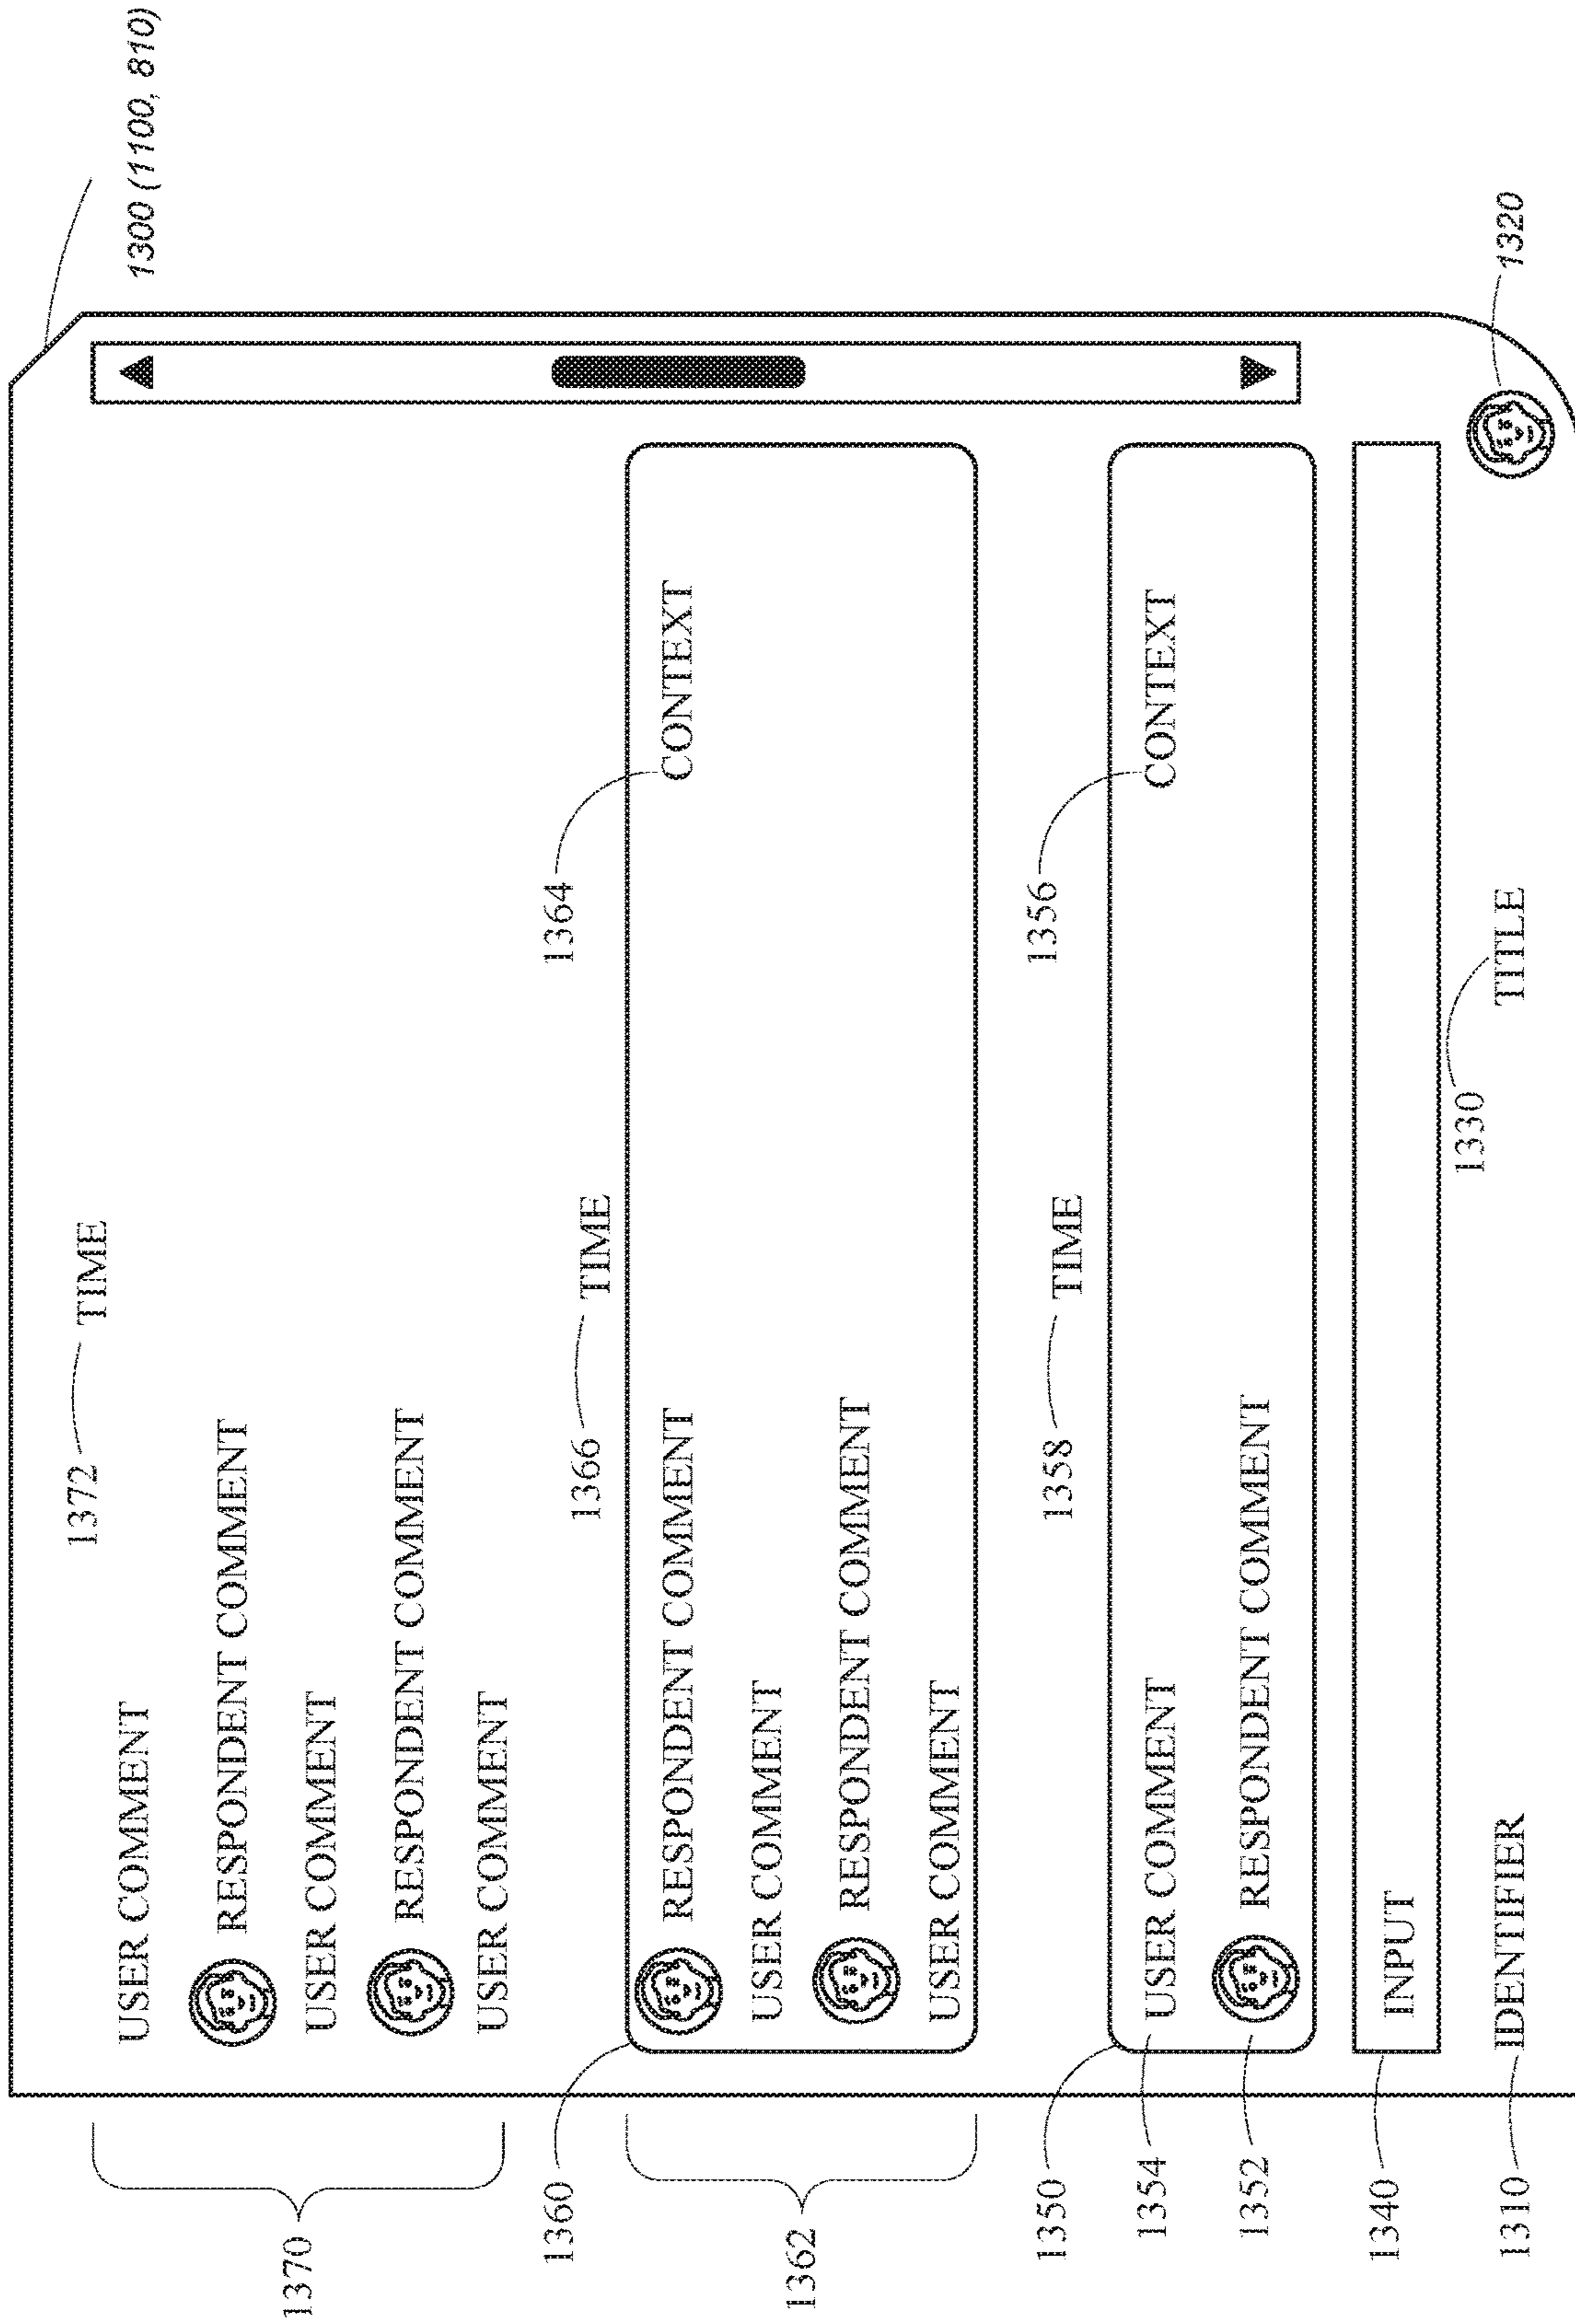 1372 TIME
USER COMMENT 1300 (1100, 810)
RESPONDENT COMMENT
1370 USER COMMENT
RESPONDENT COMMENT
USER COMMENT
1360 1364
1366 TIME
RESPONDENT COMMENT CONTEXT
USER COMMENT
1362
RESPONDENT COMMENT
USER COMMENT
1350 1356
1358 TIME
1354 USER COMMENT CONTEXT
1352 RESPONDENT COMMENT
1340 INPUT
1330
1310 IDENTIFIER TITLE 1320